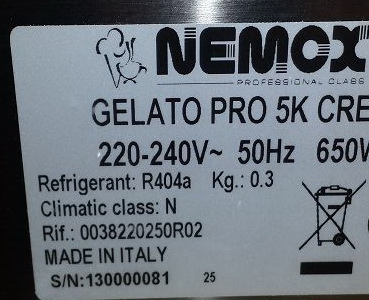 NEMOX
PROFESSIONAL CLASS
GELATO PRO 5K CRE
220-240V~ 50Hz 650W
Refrigerant: R404a Kg.: 0.3
Climatic class: N
Rif.: 0038220250R02
MADE IN ITALY
S/N:130000081 25